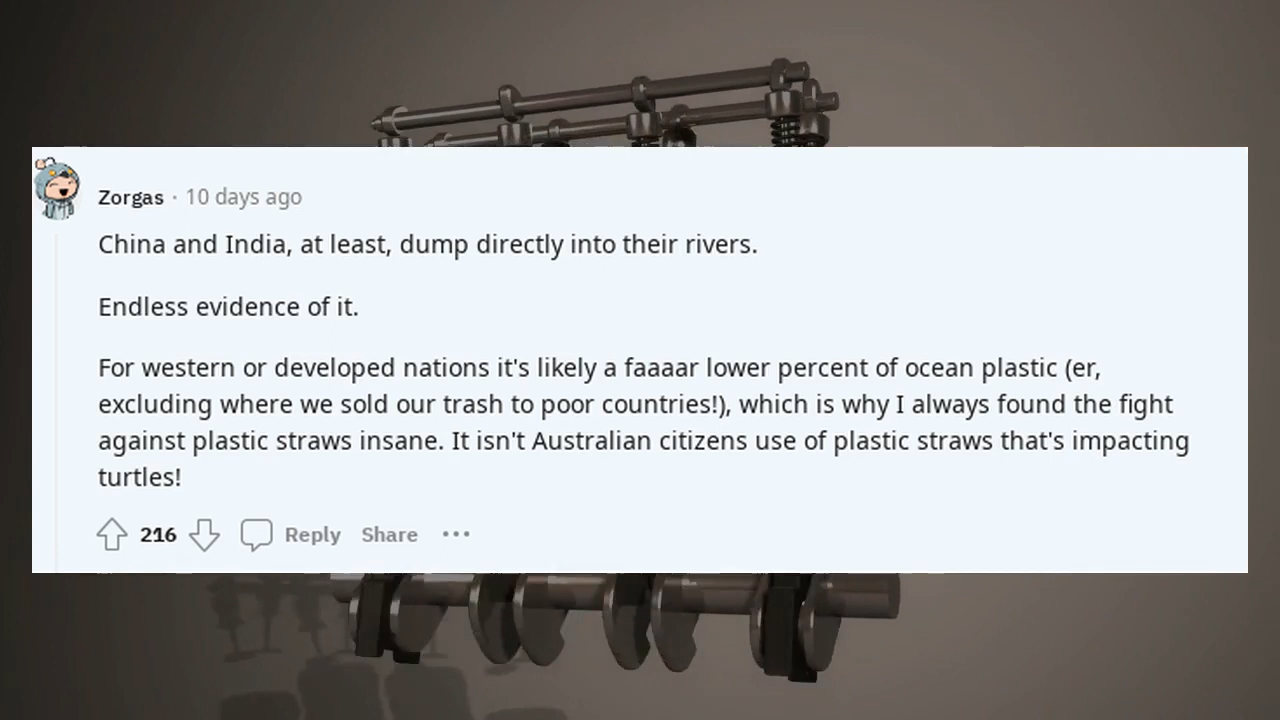 Zorgas · 10 days ago
China and India, at least, dump directly into their rivers.
Endless evidence of it.
For western or developed nations it's likely a faaaar lower percent of ocean plastic (er,
excluding where we sold our trash to poor countries!), which is why I always found the fight
against plastic straws insane. It isn't Australian citizens use of plastic straws that's impacting
turtles!
216 Reply Share ···